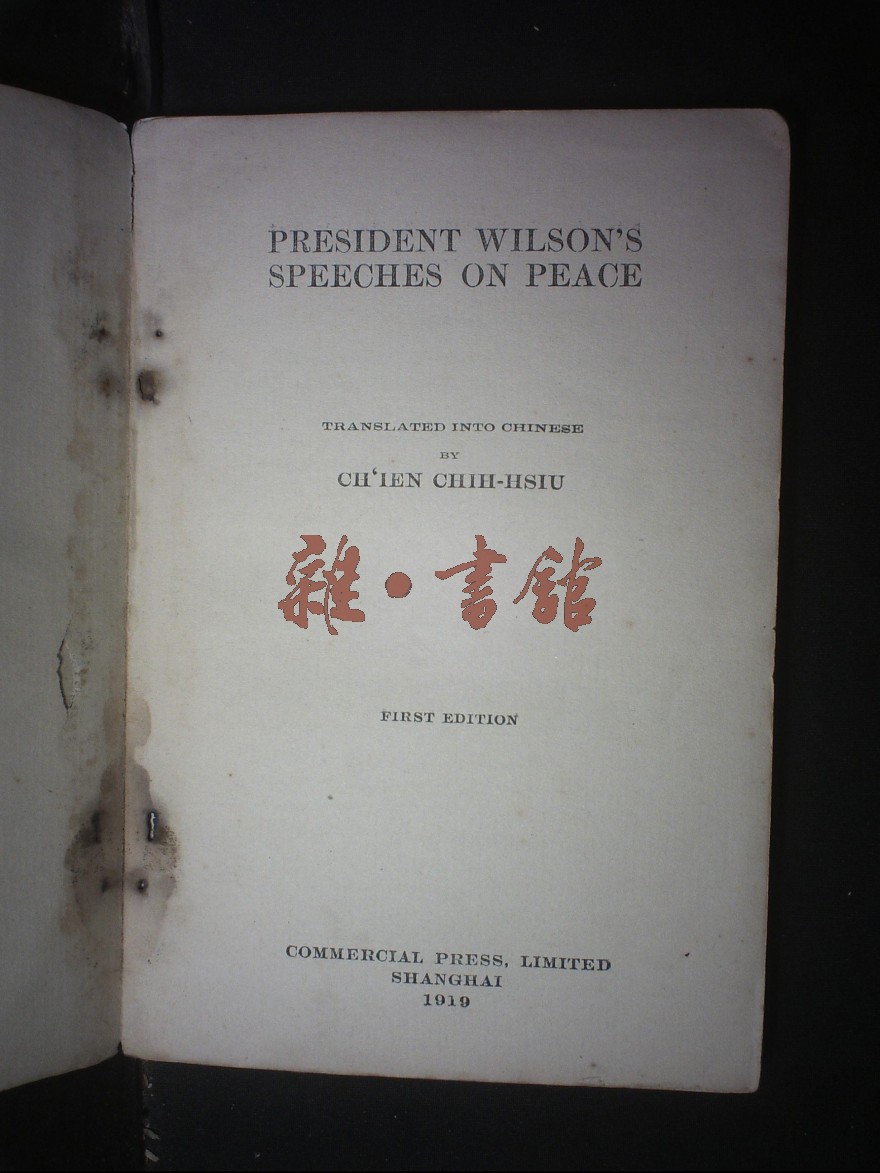 PRESIDENT WILSON'S
SPEECHES ON PEACE
TRANSLATED INTO CHINESE
BY
CH‘IEN CHIH-HSIU
雜·書館
FIRST EDITION
COMMERCIAL PRESS, LIMITED
SHANGHAI
1919